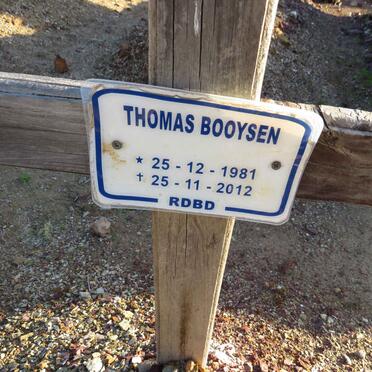 THOMAS BOOYSEN
★ 25 - 12 - 1981
✝ 25 - 11 - 2012
RDBD